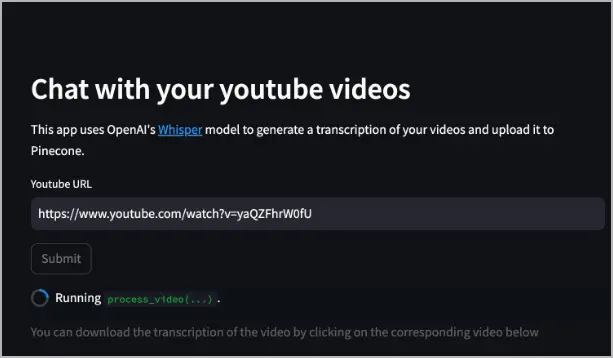 Chat with your youtube videos
This app uses OpenAI's Whisper model to generate a transcription of your videos and upload it to
Pinecone.
Youtube URL
https://www.youtube.com/watch?v=yaQZFhrW0fU
Submit
Running process_video(...).
You can download the transcription of the video by clicking on the corresponding video below